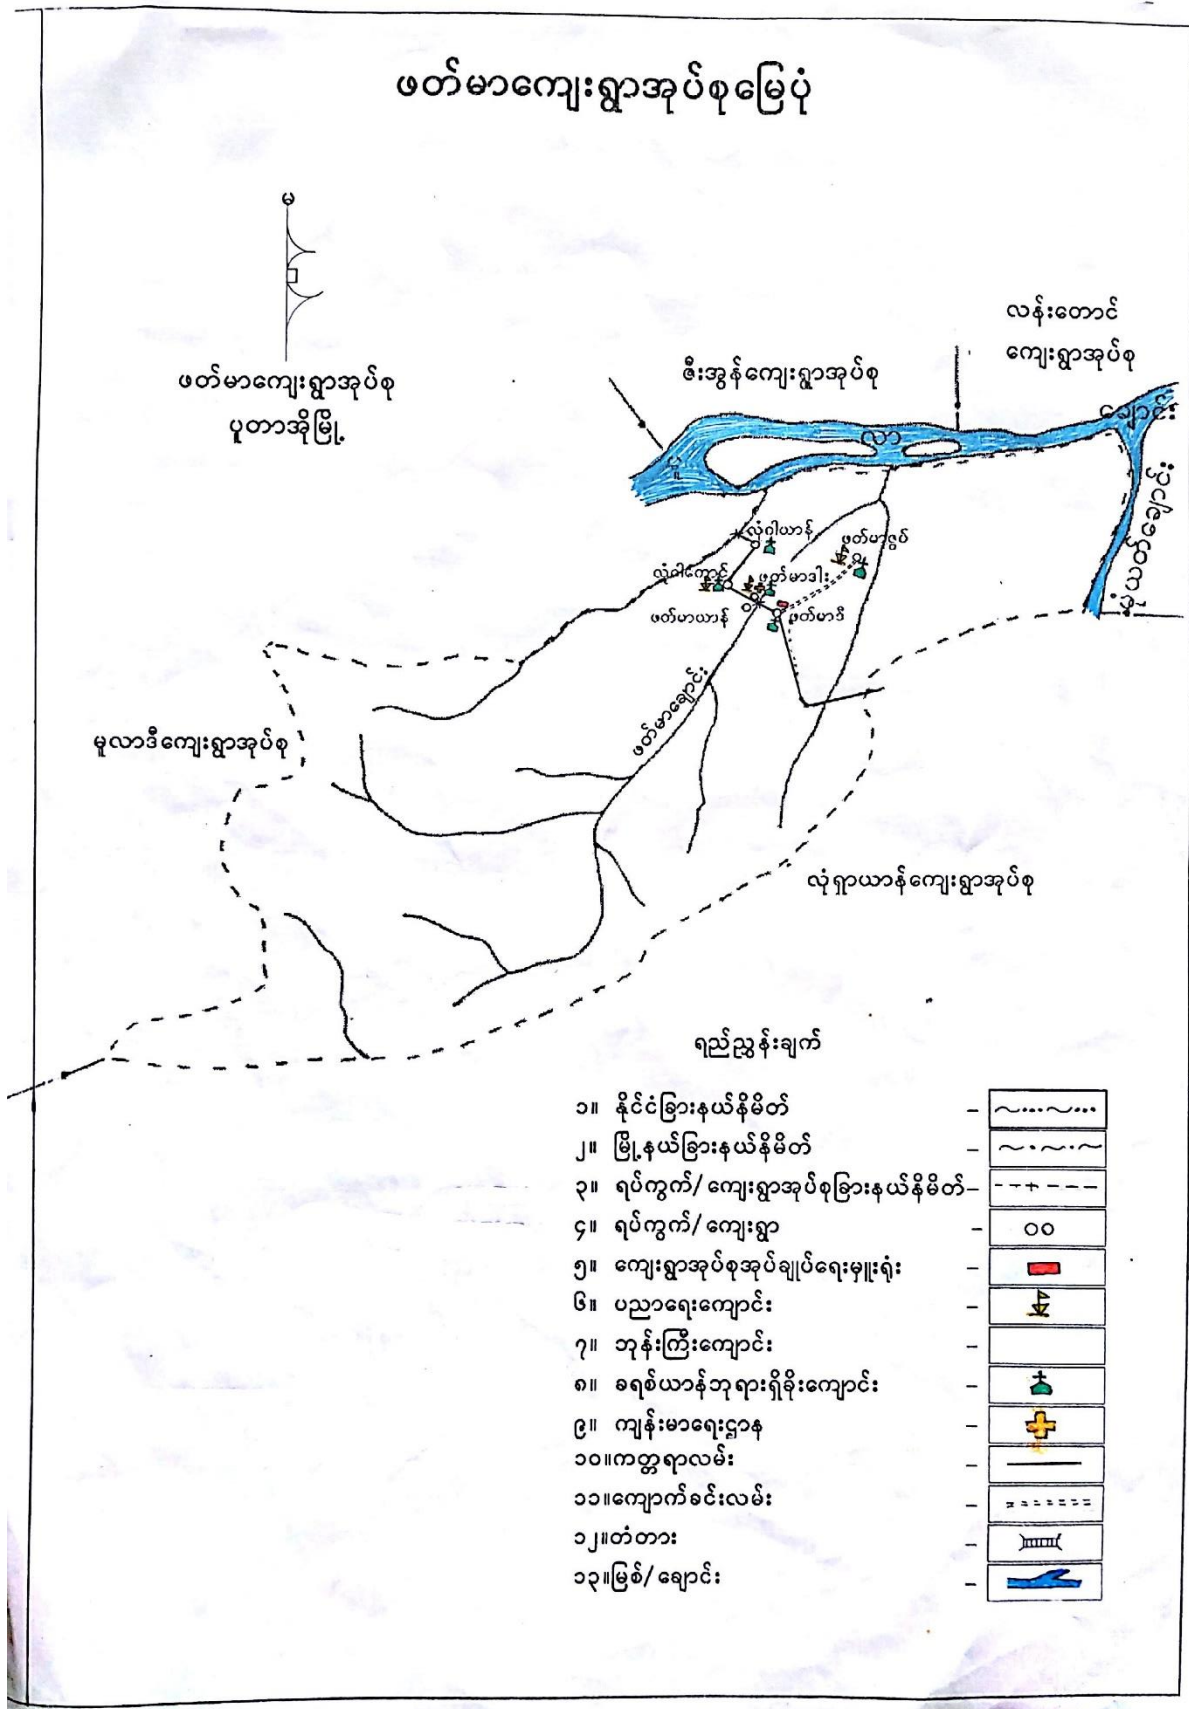 ဖတ်မာကျေးရွာအုပ်စုမြေပုံ
မ
ဖတ်မာကျေးရွာအုပ်စု
ပူတာအိုမြို့
လန်းတောင်
ကျေးရွာအုပ်စု
ဇီးအွန်ကျေးရွာအုပ်စု
ချောင်း
လာ
မူ
လုံဂါယာန်
ဖတ်မာဇွပ်
လုံဂါကောင်
ဖတ်မာဒါး
ဖတ်မာယာန်
ဖတ်မာဒီ
ဖတ်မာချောင်း
မူလာဒီကျေးရွာအုပ်စု
လုံရှာယာန်ကျေးရွာအုပ်စု
ရည်ညွှန်းချက်
၁။ နိုင်ငံခြားနယ်နိမိတ် -
၂။ မြို့နယ်ခြားနယ်နိမိတ် -
၃။ ရပ်ကွက်/ကျေးရွာအုပ်စုခြားနယ်နိမိတ် -
၄။ ရပ်ကွက်/ကျေးရွာ -
၅။ ကျေးရွာအုပ်စုအုပ်ချုပ်ရေးမှူးရုံး -
၆။ ပညာရေးကျောင်း -
၇။ ဘုန်းကြီးကျောင်း -
၈။ ခရစ်ယာန်ဘုရားရှိခိုးကျောင်း -
၉။ ကျန်းမာရေးဌာန -
၁၀။ကတ္တရာလမ်း -
၁၁။ကျောက်ခင်းလမ်း -
၁၂။တံတား -
၁၃။မြစ်/ချောင်း -